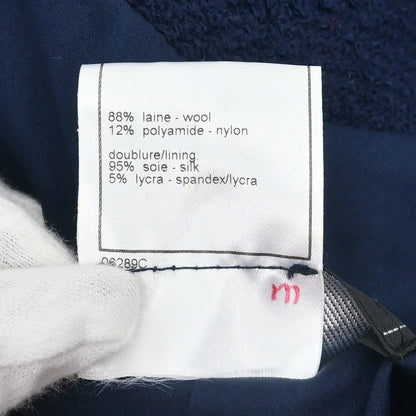 88% laine - wool
12% polyamide - nylon
doublure/lining
95% soie - silk
5% lycra - spandex/lycra
06289C
m